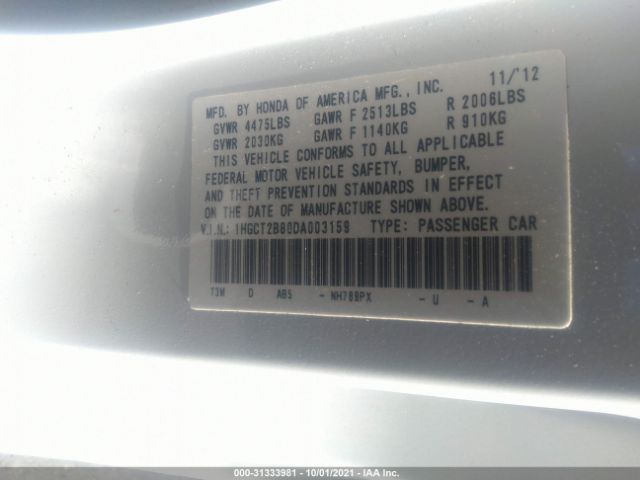 11/'12
MFD. BY HONDA OF AMERICA MFG., INC.
GVWR 4475LBS GAWR F 2513LBS R 2006LBS
GVWR 2030KG GAWR F 1140KG R 910KG
THIS VEHICLE CONFORMS TO ALL APPLICABLE
FEDERAL MOTOR VEHICLE SAFETY, BUMPER,
AND THEFT PREVENTION STANDARDS IN EFFECT
ON THE DATE OF MANUFACTURE SHOWN ABOVE.
V.I.N.: 1HGCT2B80DA003159 TYPE: PASSENGER CAR
T3W 0 AB5 - NH788PX - U - A
000-31333981 - 10/01/2021 - IAA Inc.